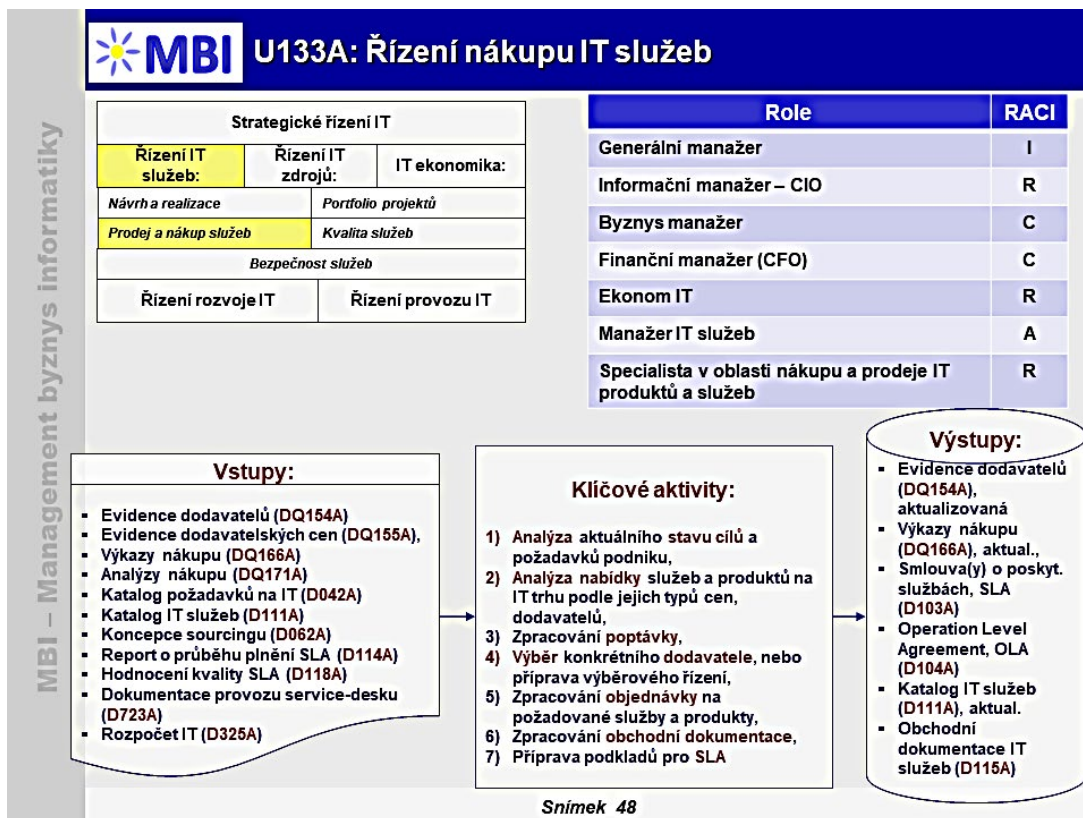 MBI – Management byznys informatiky
MBI
U133A: Řízení nákupu IT služeb
Strategické řízení IT
Řízení IT
služeb:
Řízení IT
zdrojů:
IT ekonomika:
Návrh a realizace
Portfolio projektů
Prodej a nákup služeb
Kvalita služeb
Bezpečnost služeb
Řízení rozvoje IT
Řízení provozu IT
Role RACI
Generální manažer I
Informační manažer – CIO R
Byznys manažer C
Finanční manažer (CFO) C
Ekonom IT R
Manažer IT služeb A
Specialista v oblasti nákupu a prodeje IT
produktů a služeb R
Vstupy:
▪ Evidence dodavatelů (DQ154A)
▪ Evidence dodavatelských cen (DQ155A),
▪ Výkazy nákupu (DQ166A)
▪ Analýzy nákupu (DQ171A)
▪ Katalog požadavků na IT (D042A)
▪ Katalog IT služeb (D111A)
▪ Koncepce sourcingu (D062A)
▪ Report o průběhu plnění SLA (D114A)
▪ Hodnocení kvality SLA (D118A)
▪ Dokumentace provozu service-desku
(D723A)
▪ Rozpočet IT (D325A)
Klíčové aktivity:
1) Analýza aktuálního stavu cílů a
požadavků podniku,
2) Analýza nabídky služeb a produktů na
IT trhu podle jejich typů cen,
dodavatelů,
3) Zpracování poptávky,
4) Výběr konkrétního dodavatele, nebo
příprava výběrového řízení,
5) Zpracování objednávky na
požadované služby a produkty,
6) Zpracování obchodní dokumentace,
7) Příprava podkladů pro SLA
Výstupy:
▪ Evidence dodavatelů
(DQ154A),
aktualizovaná
▪ Výkazy nákupu
(DQ166A), aktual.,
▪ Smlouva(y) o poskyt.
službách, SLA
(D103A)
▪ Operation Level
Agreement, OLA
(D104A)
▪ Katalog IT služeb
(D111A), aktual.
▪ Obchodní
dokumentace IT
služeb (D115A)
Snímek 48